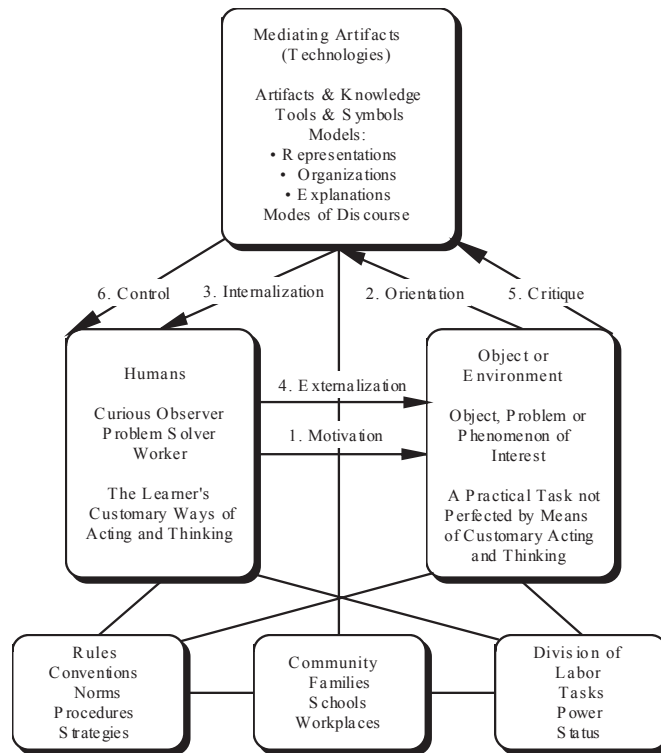 Mediating Artifacts
(Technologies)
Artifacts & Knowledge
Tools & Symbols
Models:
• Representations
• Organizations
• Explanations
Modes of Discourse
6. Control
3. Internalization
2. Orientation
5. Critique
Humans
Curious Observer
Problem Solver
Worker
The Learner's
Customary Ways of
Acting and Thinking
4. Externalization
1. Motivation
Object or
Environment
Object, Problem or
Phenomenon of
Interest
A Practical Task not
Perfected by Means
of Customary Acting
and Thinking
Rules
Conventions
Norms
Procedures
Strategies
Community
Families
Schools
Workplaces
Division of
Labor
Tasks
Power
Status